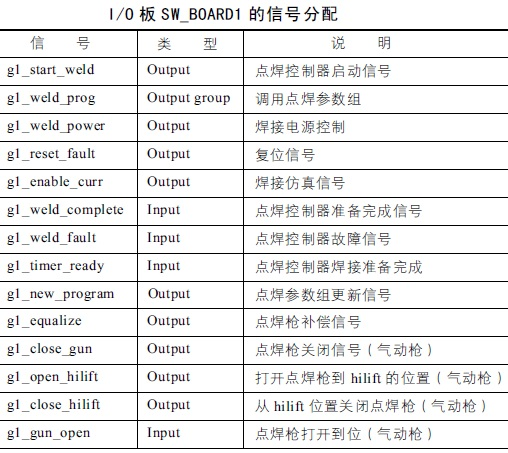 I/O 板 SW_BOARD1 的信号分配
信 号 类 型 说 明
g1_start_weld Output 点焊控制器启动信号
g1_weld_prog Output group 调用点焊参数组
g1_weld_power Output 焊接电源控制
g1_reset_fault Output 复位信号
g1_enable_curr Output 焊接仿真信号
g1_weld_complete Input 点焊控制器准备完成信号
g1_weld_fault Input 点焊控制器故障信号
g1_timer_ready Input 点焊控制器焊接准备完成
g1_new_program Output 点焊参数组更新信号
g1_equalize Output 点焊枪补偿信号
g1_close_gun Output 点焊枪关闭信号（气动枪）
g1_open_hilift Output 打开点焊枪到 hilift 的位置（气动枪）
g1_close_hilift Output 从 hilift 位置关闭点焊枪（气动枪）
g1_gun_open Input 点焊枪打开到位（气动枪）